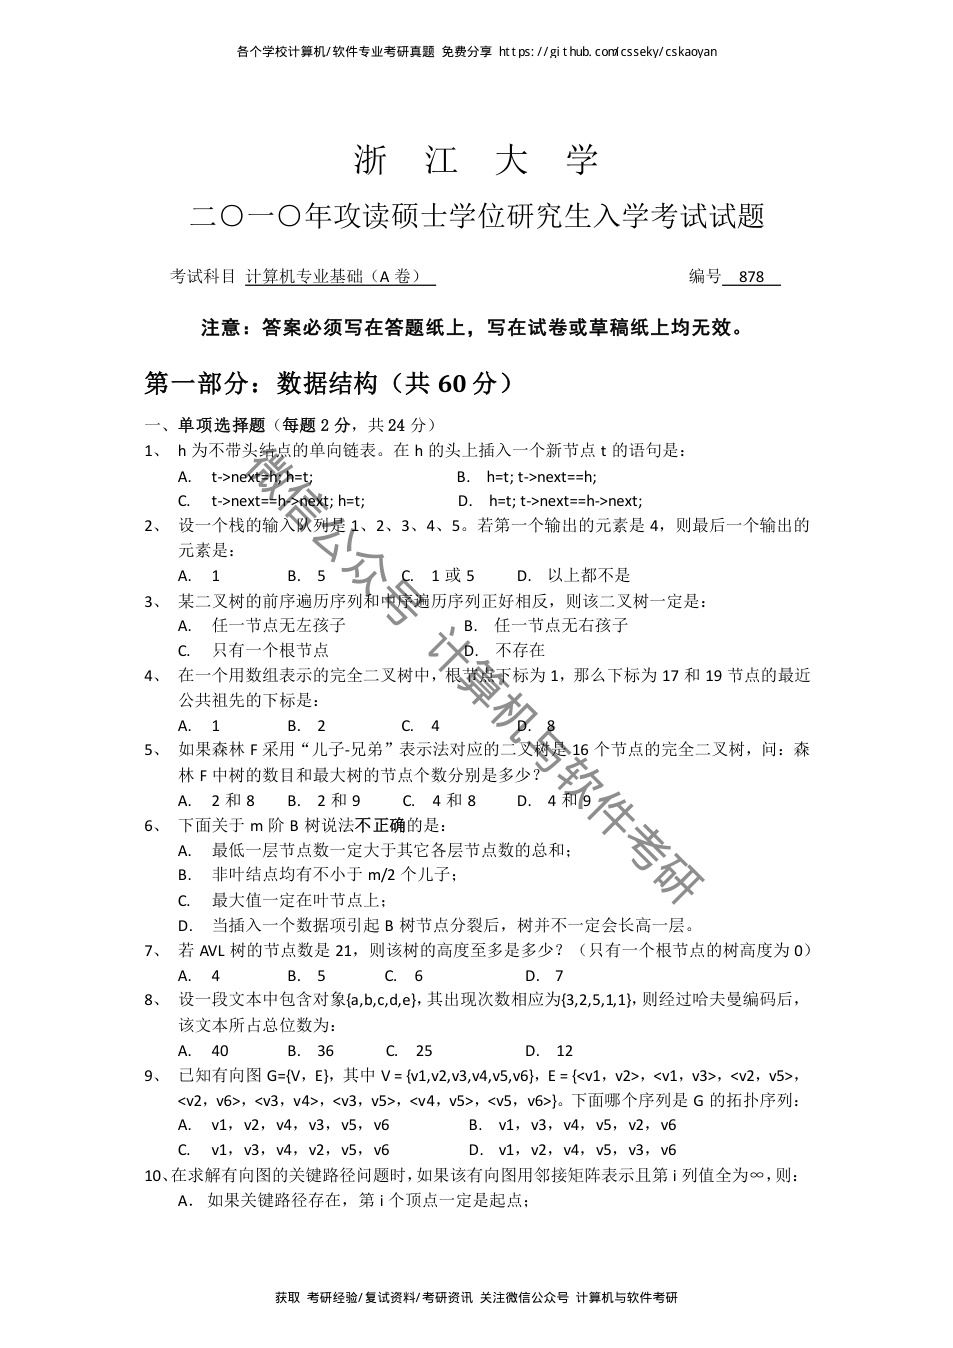 各个学校计算机/软件专业考研真题 免费分享 https://github.com/csseky/cskaoyan
浙 江 大 学
二〇一〇年攻读硕士学位研究生入学考试试题
考试科目 计算机专业基础（A 卷） 编号 878
注意：答案必须写在答题纸上，写在试卷或草稿纸上均无效。
第一部分：数据结构（共 60 分）
一、单项选择题（每题 2 分，共 24 分）
1、 h 为不带头结点的单向链表。在 h 的头上插入一个新节点 t 的语句是：
A. t->next=h; h=t; B. h=t; t->next==h;
C. t->next==h->next; h=t; D. h=t; t->next==h->next;
2、 设一个栈的输入队列是 1、2、3、4、5。若第一个输出的元素是 4，则最后一个输出的
元素是：
A. 1 B. 5 C. 1 或 5 D. 以上都不是
3、 某二叉树的前序遍历序列和中序遍历序列正好相反，则该二叉树一定是：
A. 任一节点无左孩子 B. 任一节点无右孩子
C. 只有一个根节点 D. 不存在
4、 在一个用数组表示的完全二叉树中，根节点下标为 1，那么下标为 17 和 19 节点的最近
公共祖先的下标是：
A. 1 B. 2 C. 4 D. 8
5、 如果森林 F 采用“儿子-兄弟”表示法对应的二叉树是 16 个节点的完全二叉树，问：森
林 F 中树的数目和最大树的节点个数分别是多少？
A. 2 和 8 B. 2 和 9 C. 4 和 8 D. 4 和 9
6、 下面关于 m 阶 B 树说法不正确的是：
A. 最低一层节点数一定大于其它各层节点数的总和；
B. 非叶结点均有不小于 m/2 个儿子；
C. 最大值一定在叶节点上；
D. 当插入一个数据项引起 B 树节点分裂后，树并不一定会长高一层。
7、 若 AVL 树的节点数是 21，则该树的高度至多是多少？（只有一个根节点的树高度为 0）
A. 4 B. 5 C. 6 D. 7
8、 设一段文本中包含对象{a,b,c,d,e}，其出现次数相应为{3,2,5,1,1}，则经过哈夫曼编码后，
该文本所占总位数为：
A. 40 B. 36 C. 25 D. 12
9、 已知有向图 G={V，E}，其中 V = {v1,v2,v3,v4,v5,v6}，E = {<v1，v2>，<v1，v3>，<v2，v5>，
<v2，v6>，<v3，v4>，<v3，v5>，<v4，v5>，<v5，v6>}。下面哪个序列是 G 的拓扑序列：
A. v1，v2，v4，v3，v5，v6 B. v1，v3，v4，v5，v2，v6
C. v1，v3，v4，v2，v5，v6 D. v1，v2，v4，v5，v3，v6
10、在求解有向图的关键路径问题时，如果该有向图用邻接矩阵表示且第 i 列值全为∞，则：
A. 如果关键路径存在，第 i 个顶点一定是起点；
微信公众号 计算机与软件考研
获取 考研经验/复试资料/考研资讯 关注微信公众号 计算机与软件考研